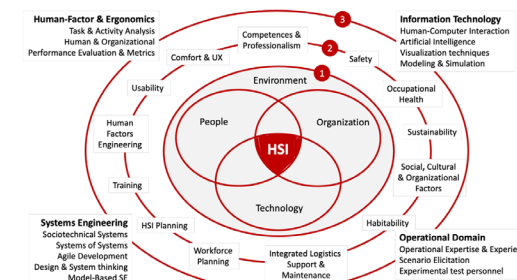 Human-Factor & Ergonomics
Task & Activity Analysis
Human & Organizational
Performance Evaluation & Metrics
3
Information Technology
Human-Computer Interaction
Artificial Intelligence
Visualization techniques
Modeling & Simulation
Competences &
Professionalism
2
Comfort & UX
Safety
1
Environment
Usability
Occupational
Health
People
Organization
Human
Factors
Engineering
HSI
Sustainability
Social, Cultural
& Organizational
Factors
Training
Technology
Systems Engineering
Sociotechnical Systems
Systems of Systems
Agile Development
Design & System thinking
Model-Based SE
HSI Planning
Habitability
Workforce
Planning
Integrated Logistics
Support &
Maintenance
Operational Domain
Operational Expertise & Experie
Scenario Elicitation
Experimental test personnel